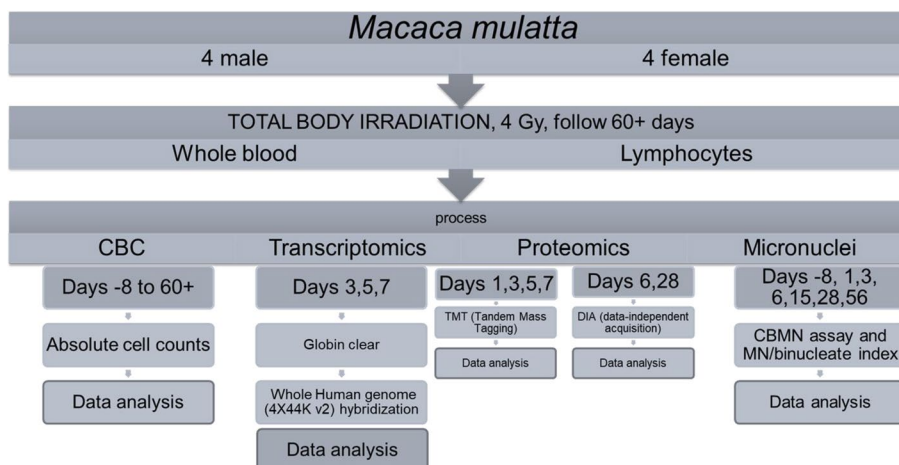 Macaca mulatta
4 male
4 female
TOTAL BODY IRRADIATION, 4 Gy, follow 60+ days
Whole blood
Lymphocytes
process
CBC
Transcriptomics
Proteomics
Micronuclei
Days -8 to 60+
Absolute cell counts
Data analysis
Days 3,5,7
Globin clear
Whole Human genome
(4X44K v2) hybridization
Data analysis
Days 1,3,5,7
TMT (Tandem Mass
Tagging)
Data analysis
Days 6,28
DIA (data-independent
acquisition)
Data analysis
Days -8, 1,3,
6,15,28,56
CBMN assay and
MN/binucleate index
Data analysis